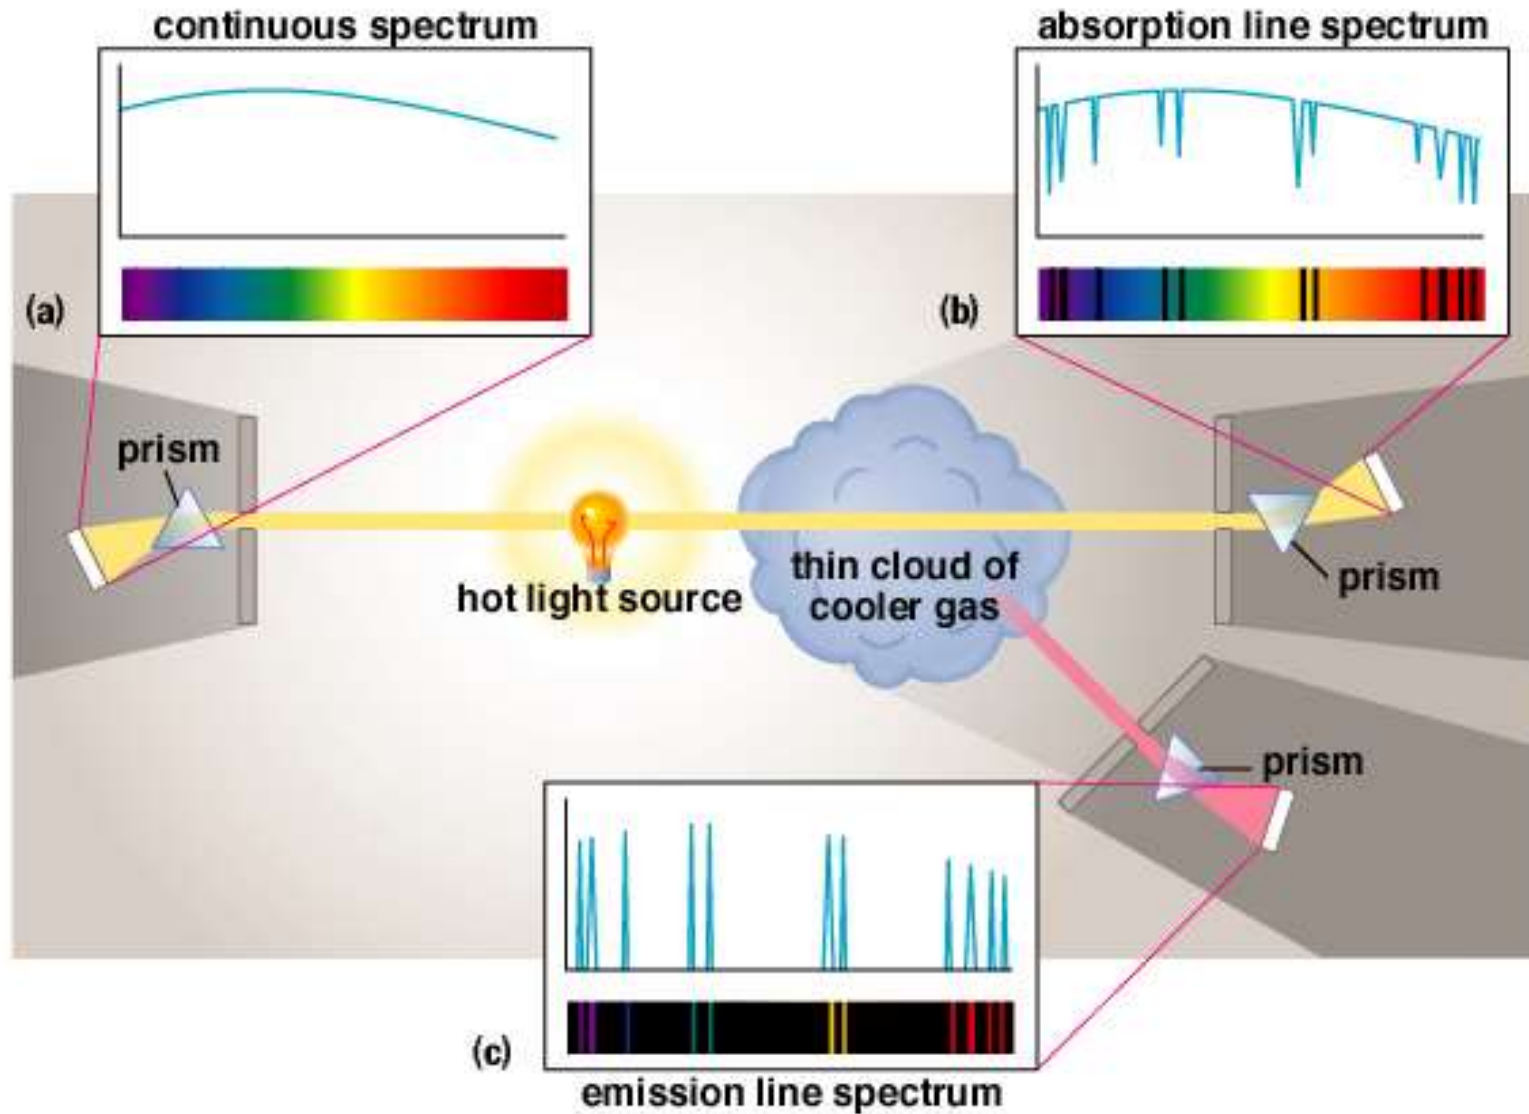 continuous spectrum
absorption line spectrum
(a)
(b)
prism
hot light source
thin cloud of
cooler gas
prism
prism
(c)
emission line spectrum